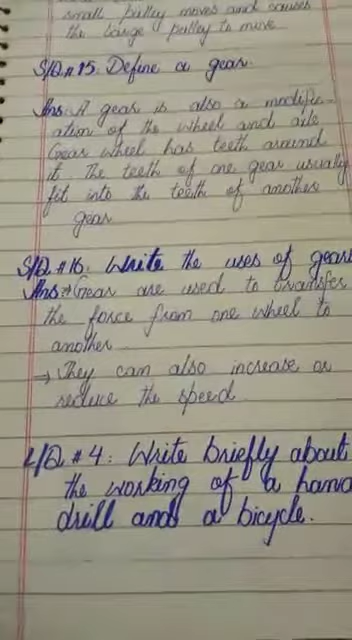 small pulley moves and causes
the large pulley to move
S/Q#15. Define a gear.
Ans: A gear is also a modific-
ation of the wheel and axle
Gear wheel has teeth around
it. The teeth of one gear usually
fit into the teeth of another
gear
S/Q #16. Write the uses of gears
Ans → Gear are used to transfer
the force from one wheel to
another
→ They can also increase or
reduce the speed
L/Q #4: Write briefly about
the working of a hand
drill and a bicycle.